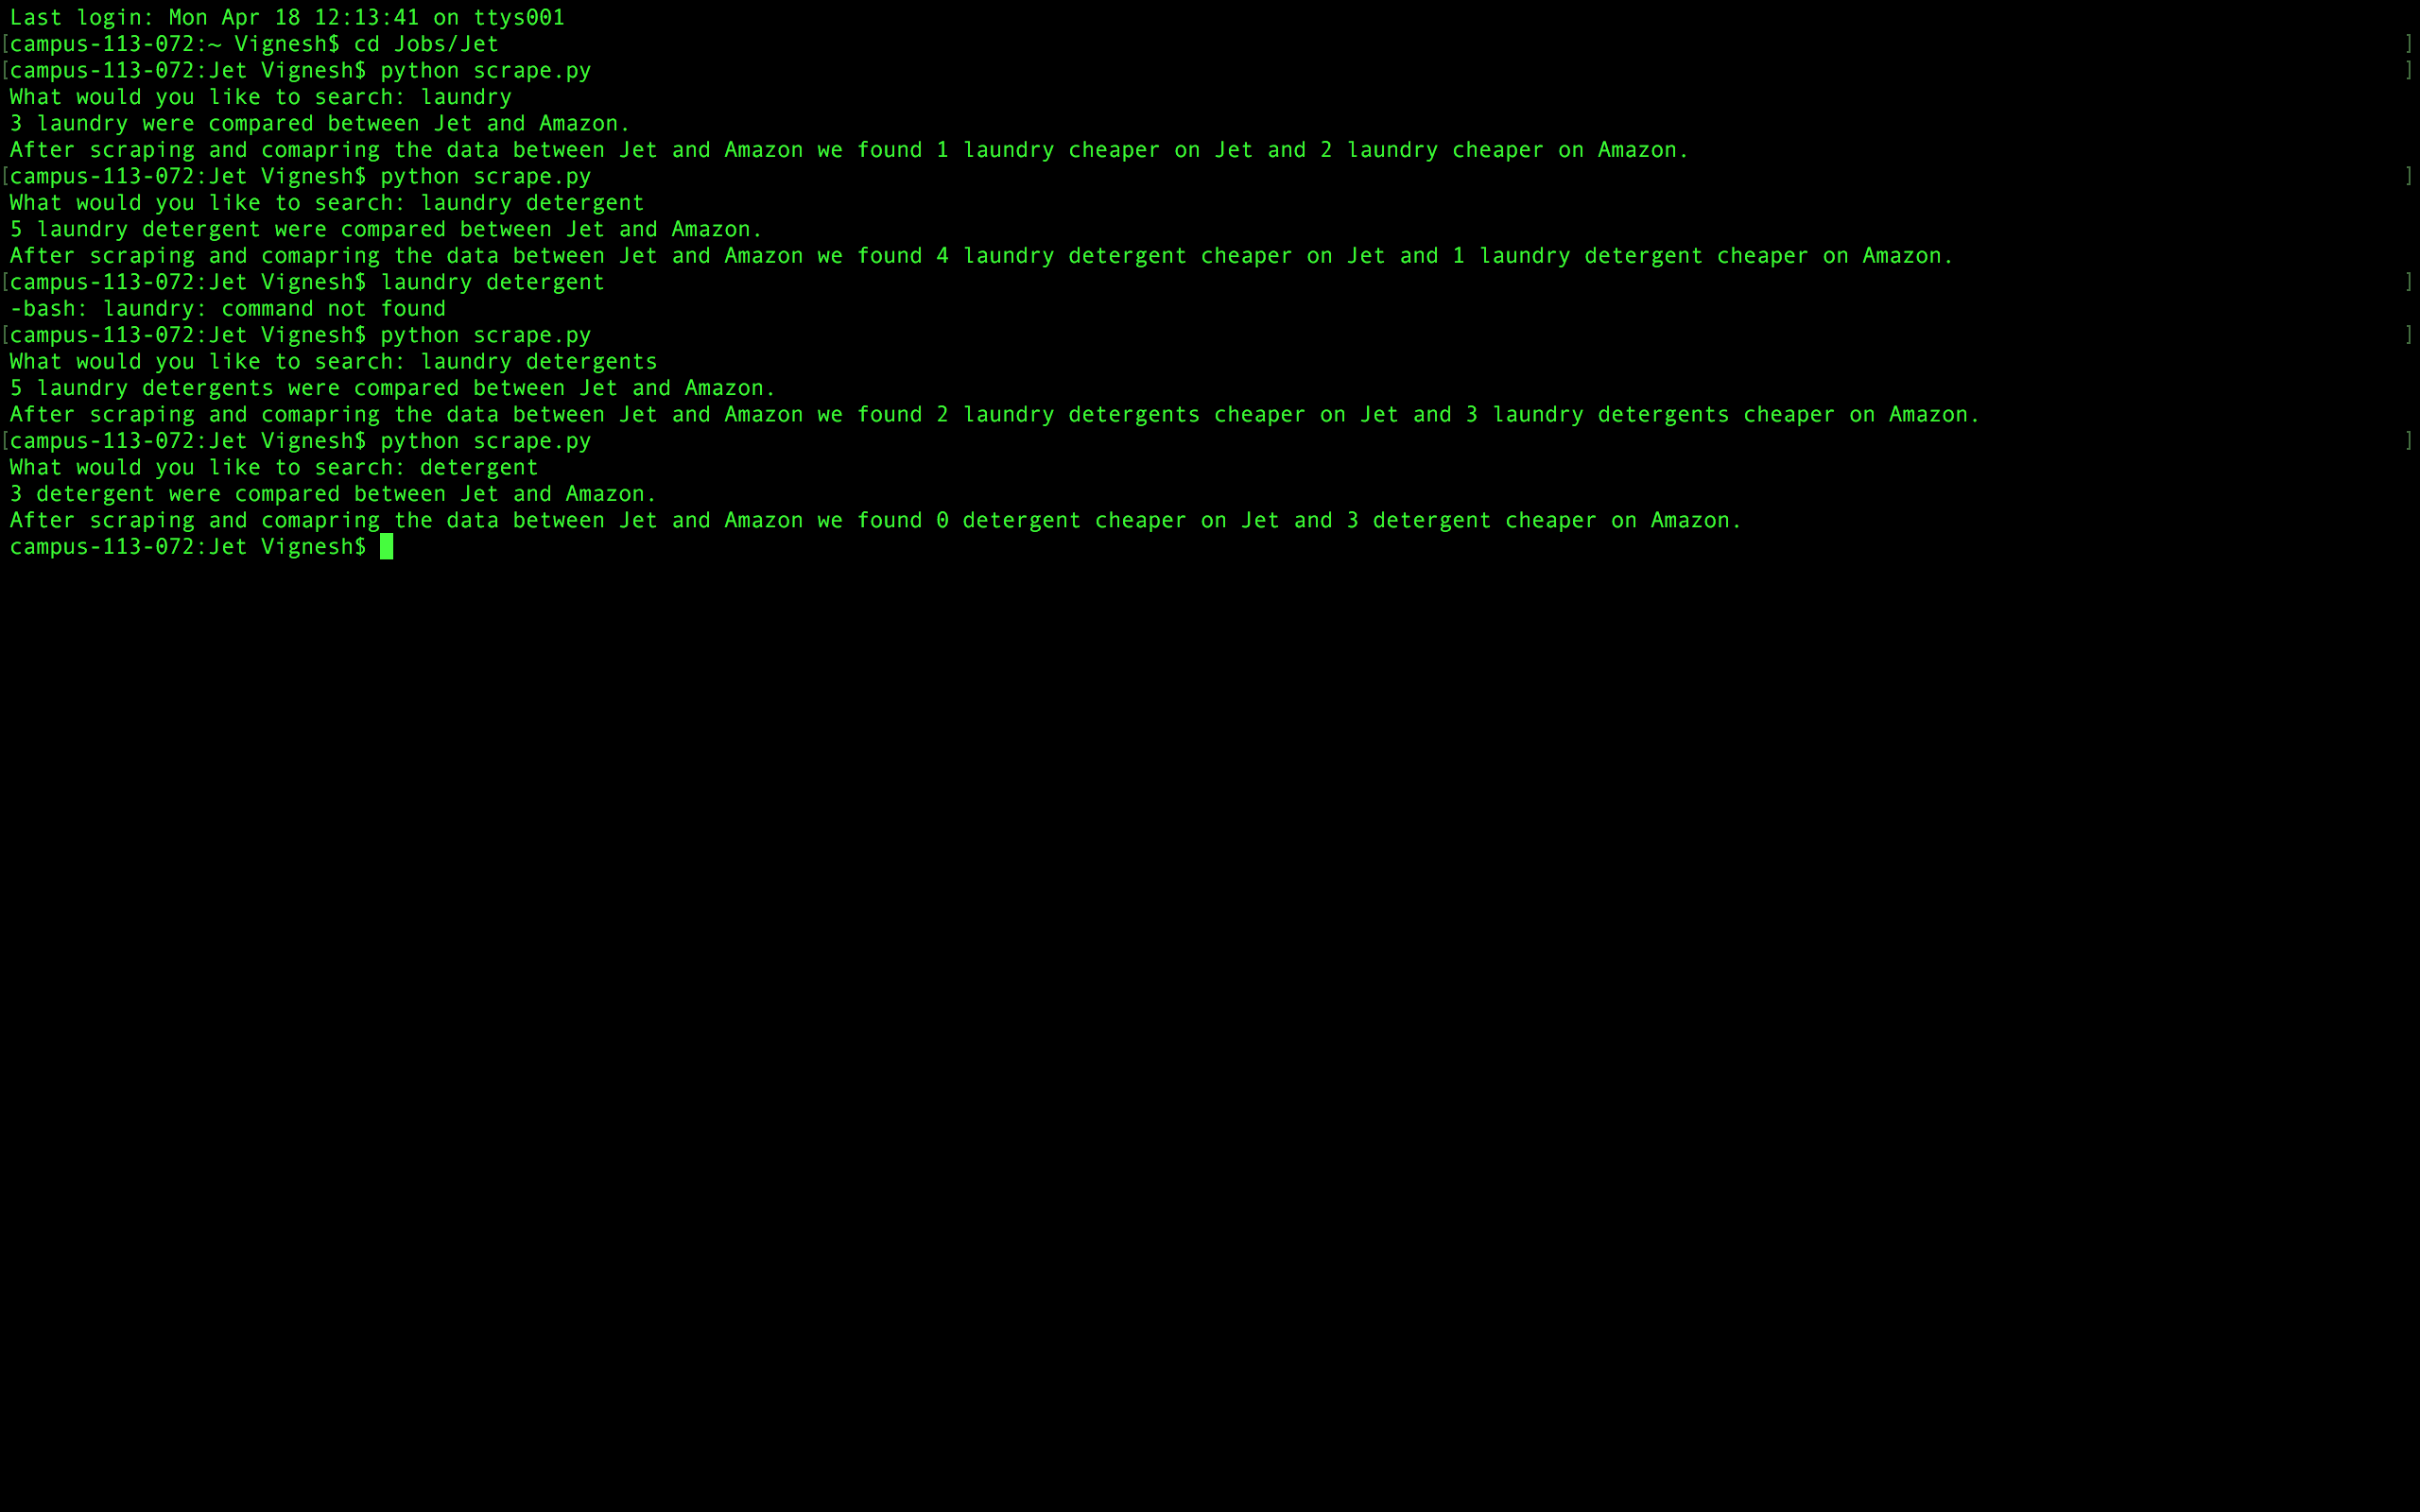 Last login: Mon Apr 18 12:13:41 on ttys001
[campus-113-072:~ Vignesh$ cd Jobs/Jet ]
[campus-113-072:Jet Vignesh$ python scrape.py ]
What would you like to search: laundry
3 laundry were compared between Jet and Amazon.
After scraping and comapring the data between Jet and Amazon we found 1 laundry cheaper on Jet and 2 laundry cheaper on Amazon.
[campus-113-072:Jet Vignesh$ python scrape.py ]
What would you like to search: laundry detergent
5 laundry detergent were compared between Jet and Amazon.
After scraping and comapring the data between Jet and Amazon we found 4 laundry detergent cheaper on Jet and 1 laundry detergent cheaper on Amazon.
[campus-113-072:Jet Vignesh$ laundry detergent ]
-bash: laundry: command not found
[campus-113-072:Jet Vignesh$ python scrape.py ]
What would you like to search: laundry detergents
5 laundry detergents were compared between Jet and Amazon.
After scraping and comapring the data between Jet and Amazon we found 2 laundry detergents cheaper on Jet and 3 laundry detergents cheaper on Amazon.
[campus-113-072:Jet Vignesh$ python scrape.py ]
What would you like to search: detergent
3 detergent were compared between Jet and Amazon.
After scraping and comapring the data between Jet and Amazon we found 0 detergent cheaper on Jet and 3 detergent cheaper on Amazon.
campus-113-072:Jet Vignesh$